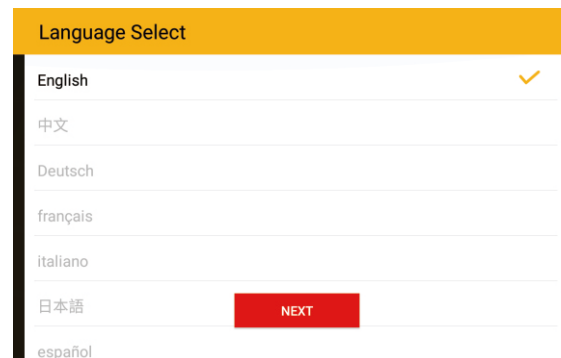 Language Select
English
中文
Deutsch
français
italiano
日本語
NEXT
español